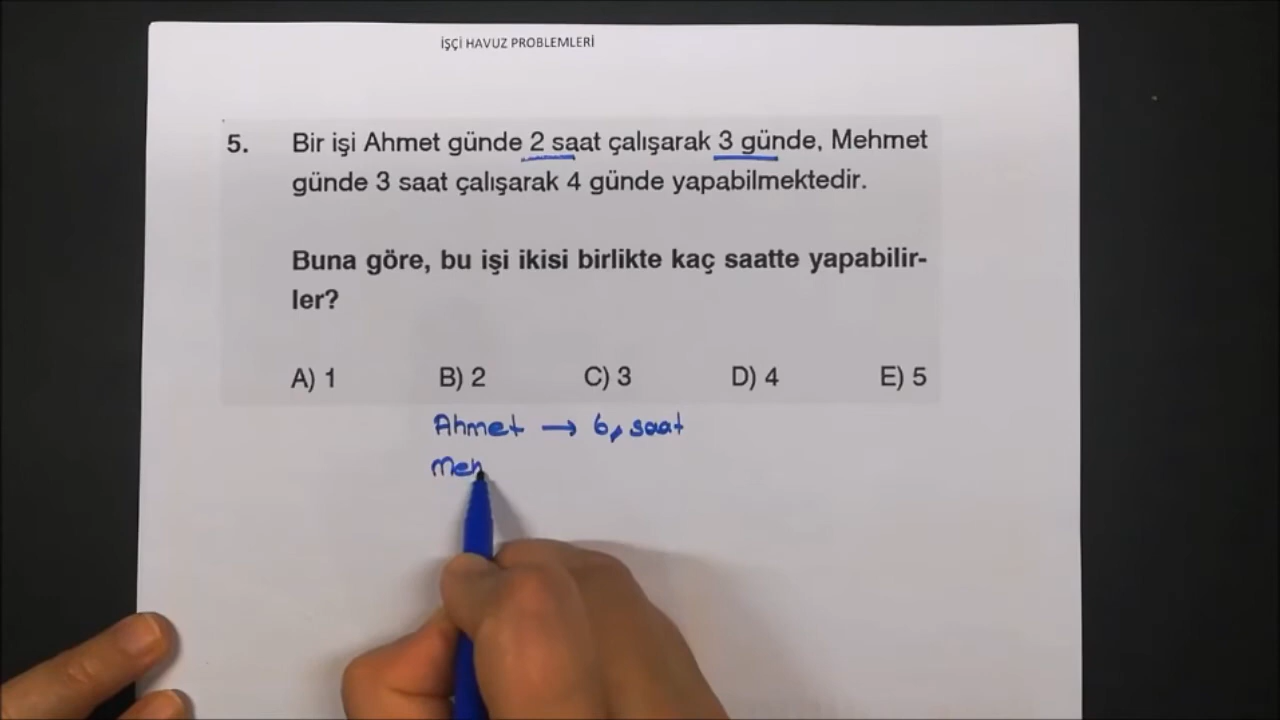 İŞÇİ HAVUZ PROBLEMLERİ
5. Bir işi Ahmet günde 2 saat çalışarak 3 günde, Mehmet
günde 3 saat çalışarak 4 günde yapabilmektedir.
Buna göre, bu işi ikisi birlikte kaç saatte yapabilir-
ler?
A) 1 B) 2 C) 3 D) 4 E) 5
Ahmet → 6, saat
Meh